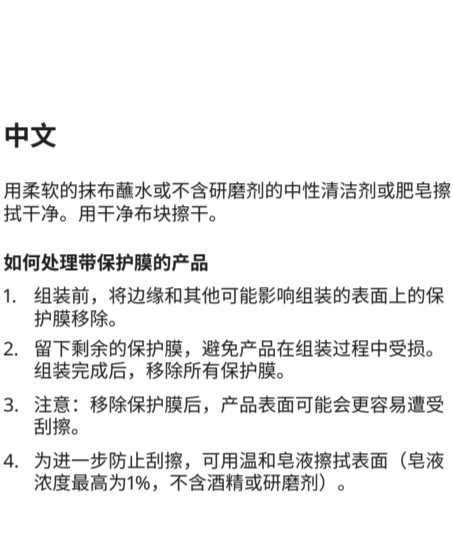 中文
用柔软的抹布蘸水或不含研磨剂的中性清洁剂或肥皂擦
拭干净。用干净布块擦干。
如何处理带保护膜的产品
1. 组装前，将边缘和其他可能影响组装的表面上的保
护膜移除。
2. 留下剩余的保护膜，避免产品在组装过程中受损。
组装完成后，移除所有保护膜。
3. 注意：移除保护膜后，产品表面可能会更容易遭受
刮擦。
4. 为进一步防止刮擦，可用温和皂液擦拭表面（皂液
浓度最高为1%，不含酒精或研磨剂）。